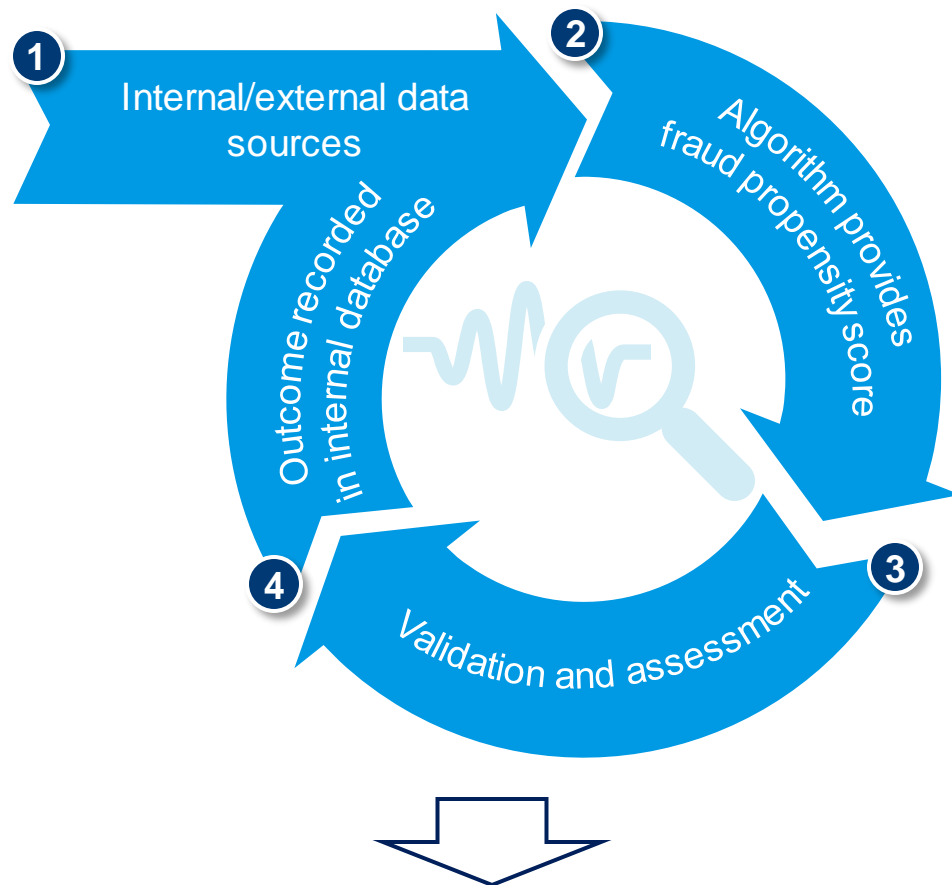 1
Internal/external data
sources
2
Algorithm provides
fraud propensity score
3
Validation and assessment
4
Outcome recorded
in internal database